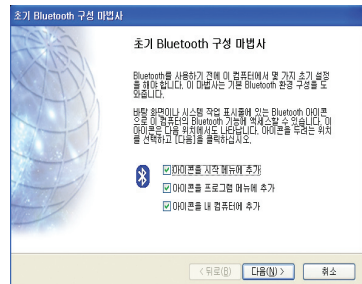 초기 Bluetooth 구성 마법사
초기 Bluetooth 구성 마법사
Bluetooth를 사용하기 전에 이 컴퓨터에서 몇 가지 초기 설정
을 해야 합니다. 이 마법사는 기본 Bluetooth 환경 구성을 도
와줍니다.
바탕 화면이나 시스템 작업 표시줄에 있는 Bluetooth 아이콘
으로 이 컴퓨터의 Bluetooth 기능에 액세스할 수 있습니다. 이
아이콘은 다음 위치에서도 나타납니다. 아이콘을 두려는 위치
를 선택하고 [다음]을 클릭하십시오.
아이콘을 시작 메뉴에 추가
아이콘을 프로그램 메뉴에 추가
아이콘을 내 컴퓨터에 추가
< 뒤로(B) 다음(N) > 취소